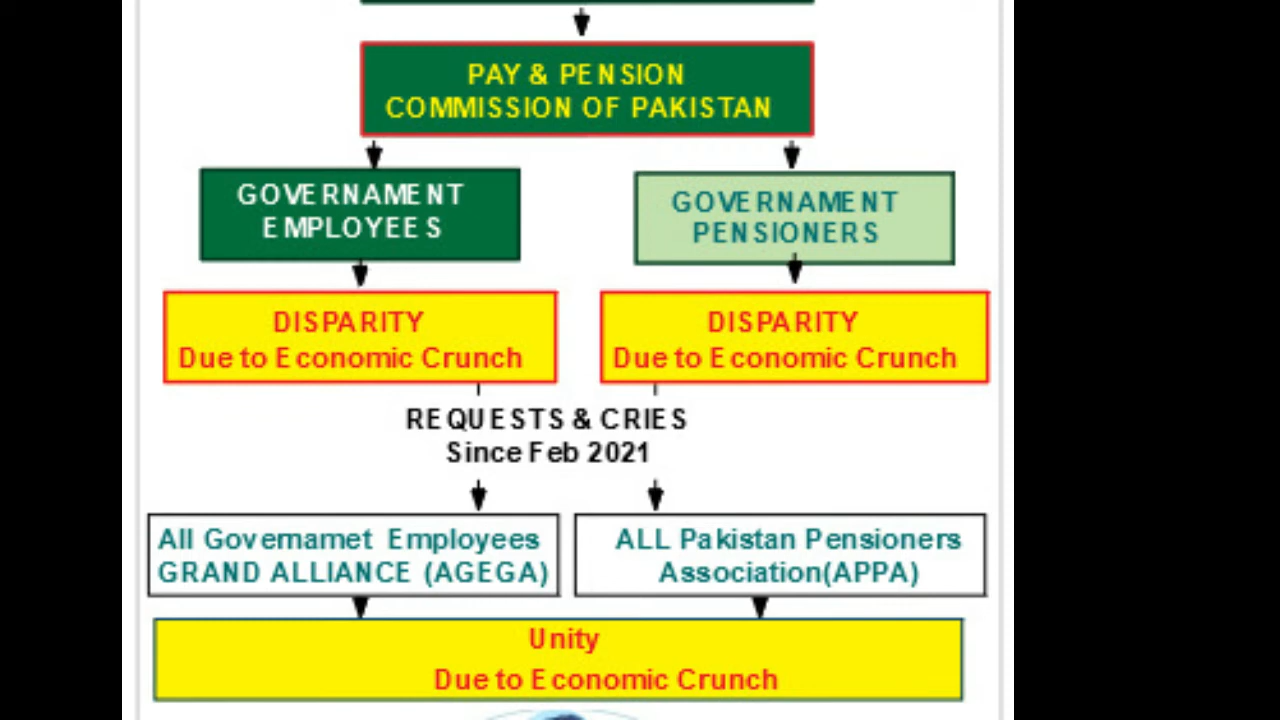 PAY & PENSION
COMMISSION OF PAKISTAN
GOVERNAMENT
EMPLOYEES
GOVERNAMENT
PENSIONERS
DISPARITY
Due to Economic Crunch
DISPARITY
Due to Economic Crunch
REQUESTS & CRIES
Since Feb 2021
All Governamet Employees
GRAND ALLIANCE (AGEGA)
ALL Pakistan Pensioners
Association(APPA)
Unity
Due to Economic Crunch